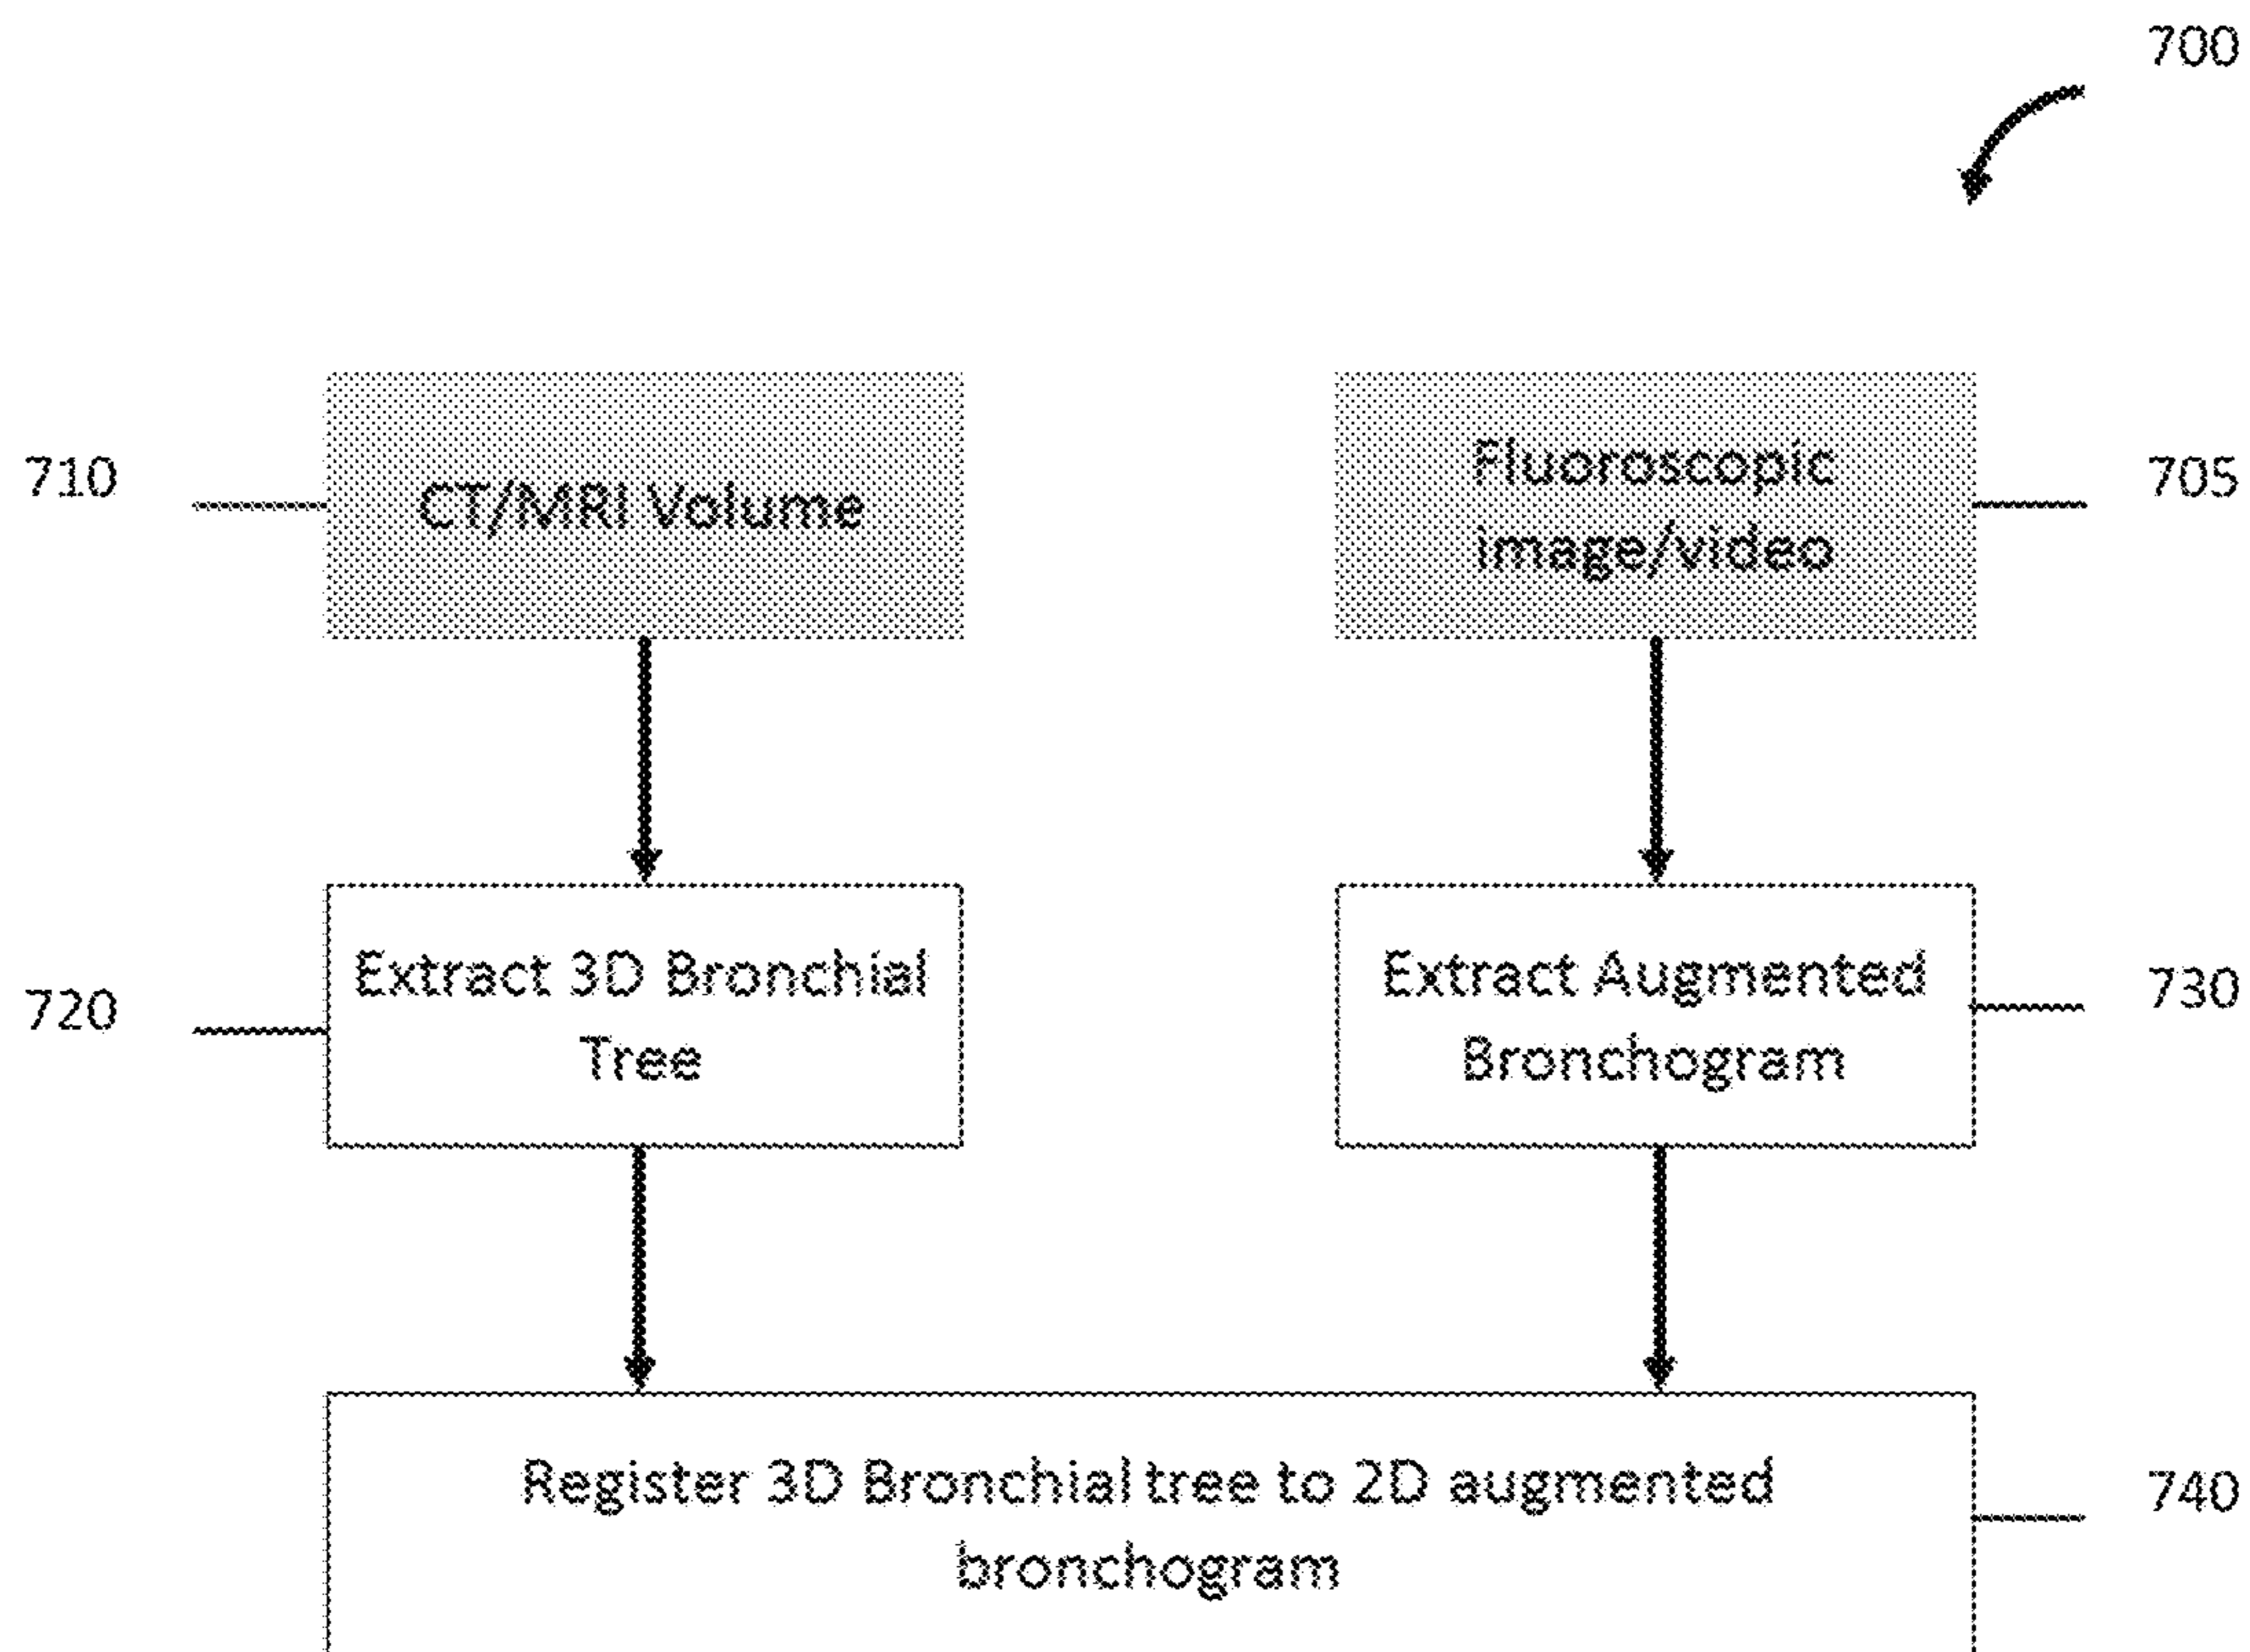 700
710
CT/MRI Volume
Fluoroscopic
image/video
705
720
Extract 3D Bronchial
Tree
Extract Augmented
Bronchogram
730
Register 3D Bronchial tree to 2D augmented
bronchogram
740